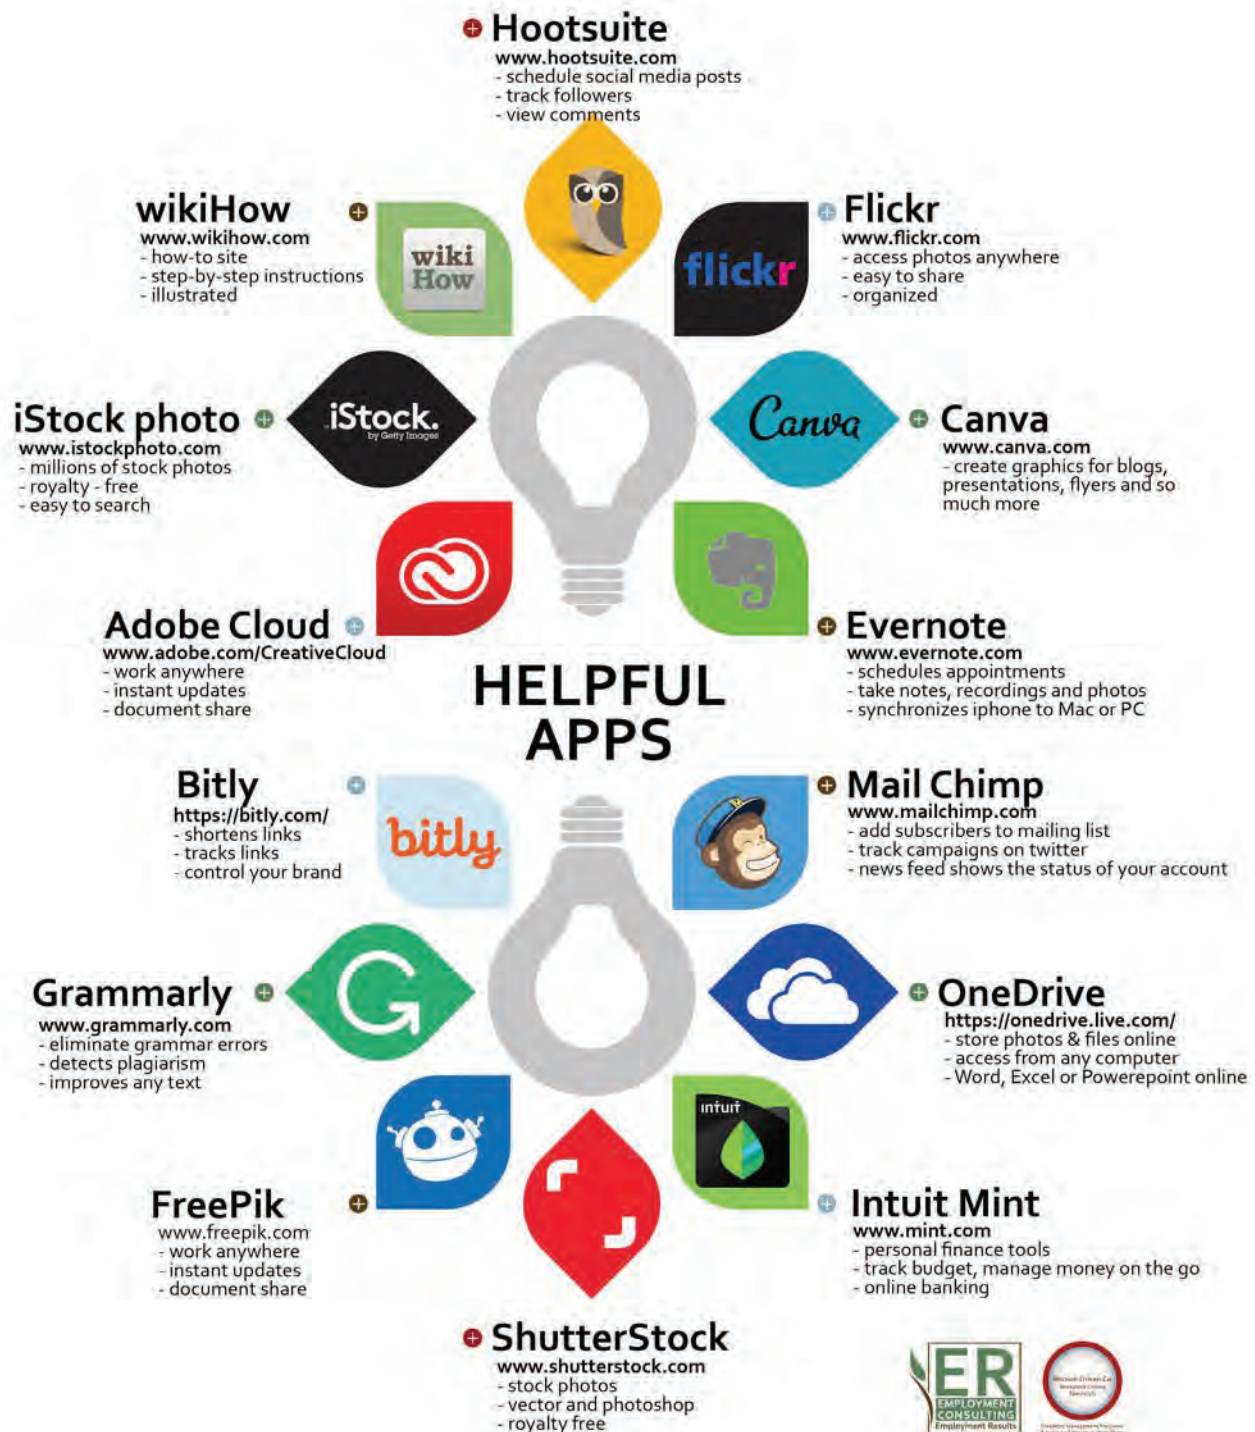 Hootsuite
www.hootsuite.com
- schedule social media posts
- track followers
- view comments
wikiHow
www.wikihow.com
- how-to site
- step-by-step instructions
- illustrated
wiki
How
flickr
Flickr
www.flickr.com
- access photos anywhere
- easy to share
- organized
iStock photo
www.istockphoto.com
- millions of stock photos
- royalty - free
- easy to search
iStock.
by Getty Images
Canva
Canva
www.canva.com
- create graphics for blogs,
presentations, flyers and so
much more
Adobe Cloud
www.adobe.com/CreativeCloud
- work anywhere
- instant updates
- document share
Evernote
www.evernote.com
- schedules appointments
- take notes, recordings and photos
- synchronizes iphone to Mac or PC
HELPFUL
APPS
Bitly
https://bitly.com/
- shortens links
- tracks links
- control your brand
bitly
Mail Chimp
www.mailchimp.com
- add subscribers to mailing list
- track campaigns on twitter
- news feed shows the status of your account
Grammarly
www.grammarly.com
- eliminate grammar errors
- detects plagiarism
- improves any text
G
OneDrive
https://onedrive.live.com/
- store photos & files online
- access from any computer
- Word, Excel or Powerepoint online
FreePik
www.freepik.com
- work anywhere
- instant updates
- document share
intuit
Intuit Mint
www.mint.com
- personal finance tools
- track budget, manage money on the go
- online banking
ShutterStock
www.shutterstock.com
- stock photos
- vector and photoshop
- royalty free
ER
EMPLOYMENT
CONSULTING
Employment Results